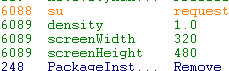 6088 su request
6089 density 1.0
6089 screenWidth 320
6089 screenHeight 480
248 PackageInst... Remove